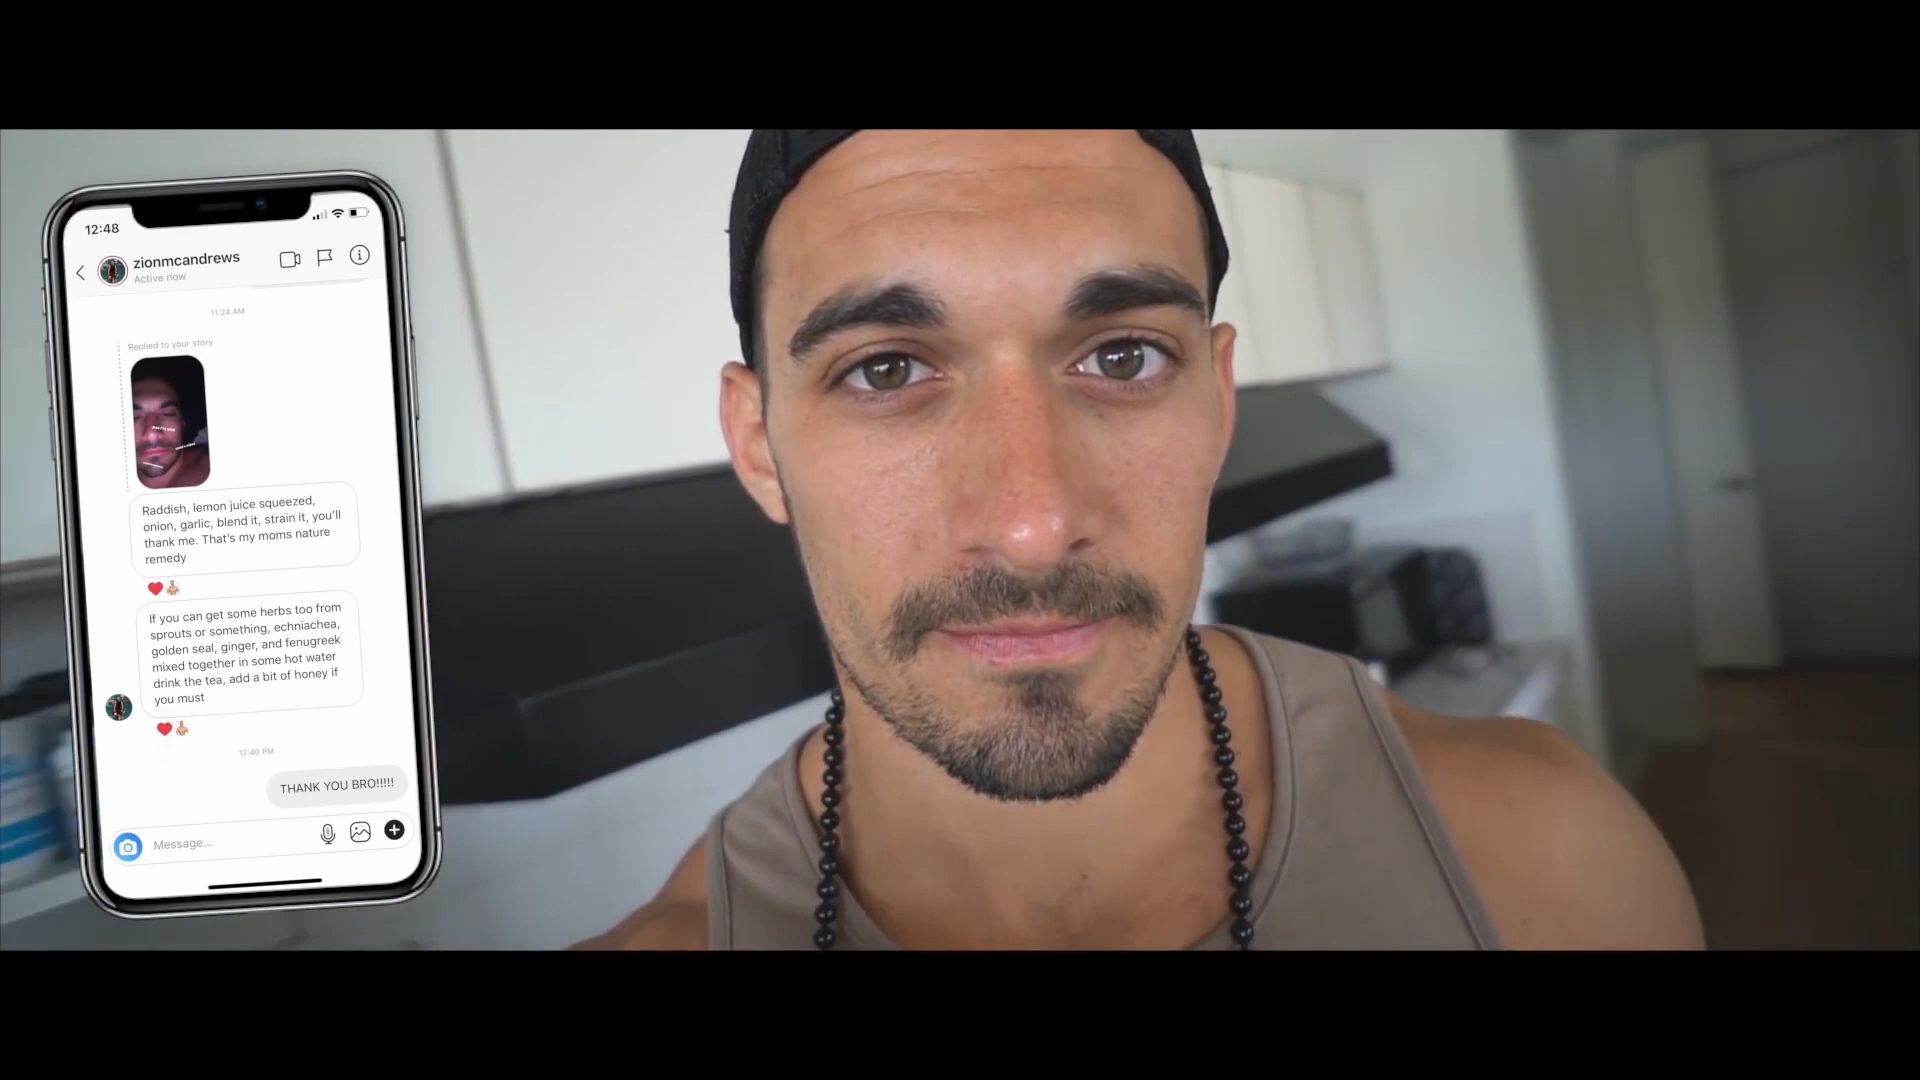 12:48
zionmcandrews
Active now
11:24 AM
Replied to your story
Raddish, lemon juice squeezed,
onion, garlic, blend it, strain it, you'll
thank me. That's my moms nature
remedy
If you can get some herbs too from
sprouts or something, echniachea,
golden seal, ginger, and fenugreek
mixed together in some hot water
drink the tea, add a bit of honey if
you must
12:40 PM
THANK YOU BRO!!!!!
Message...